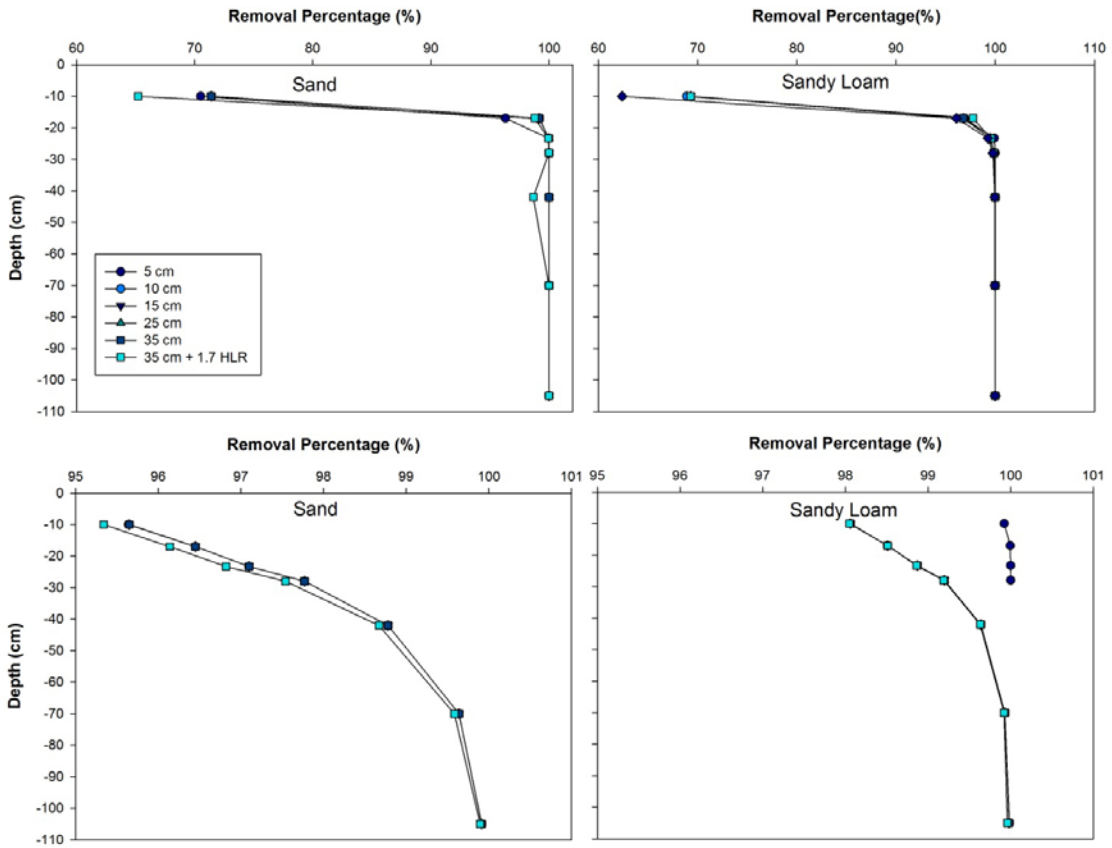 Removal Percentage (%)
60 70 80 90 100
Sand
0
-10
-20
-30
-40
-50
-60
-70
-80
-90
-100
-110
Depth (cm)
5 cm
10 cm
15 cm
25 cm
35 cm
35 cm + 1.7 HLR
Removal Percentage(%)
60 70 80 90 100 110
Sandy Loam
Removal Percentage (%)
95 96 97 98 99 100 101
Sand
0
-10
-20
-30
-40
-50
-60
-70
-80
-90
-100
-110
Depth (cm)
Removal Percentage (%)
95 96 97 98 99 100 101
Sandy Loam